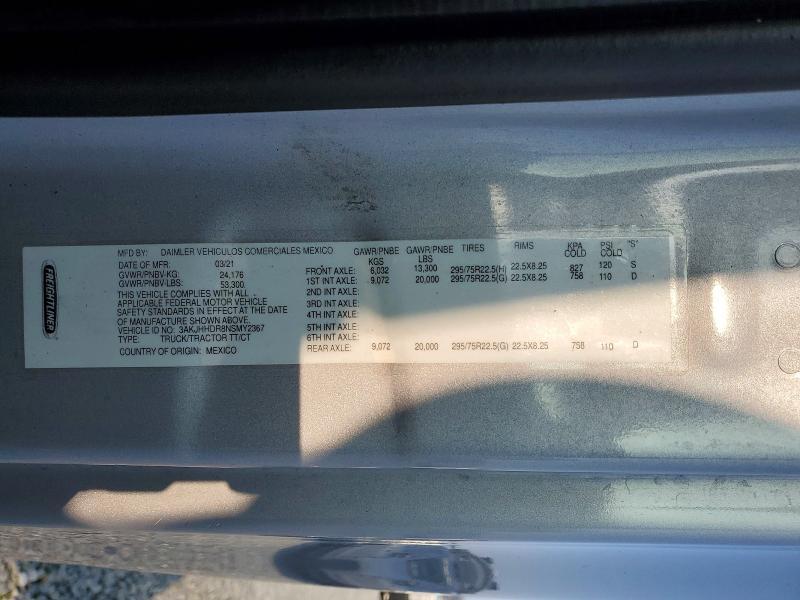 FREIGHTLINER
MFD BY: DAIMLER VEHICULOS COMERCIALES MEXICO
DATE OF MFR: 03/21
GVWR/PNBV-KG: 24,176
GVWR/PNBV-LBS: 53,300
THIS VEHICLE COMPLIES WITH ALL
APPLICABLE FEDERAL MOTOR VEHICLE
SAFETY STANDARDS IN EFFECT AT THE DATE
OF MANUFACTURE SHOWN ABOVE.
VEHICLE ID NO.: 3AKJHHDR8NSMY2367
TYPE: TRUCK/TRACTOR TT/CT
COUNTRY OF ORIGIN: MEXICO
GAWR/PNBE KGS GAWR/PNBE LBS TIRES RIMS KPA COLD PSI COLD "S"
FRONT AXLE: 6,032 13,300 295/75R22.5(H) 22.5X8.25 827 120 S
1ST INT AXLE: 9,072 20,000 295/75R22.5(G) 22.5X8.25 758 110 D
2ND INT AXLE:
3RD INT AXLE:
4TH INT AXLE:
5TH INT AXLE:
6TH INT AXLE:
REAR AXLE: 9,072 20,000 295/75R22.5(G) 22.5X8.25 758 110 D